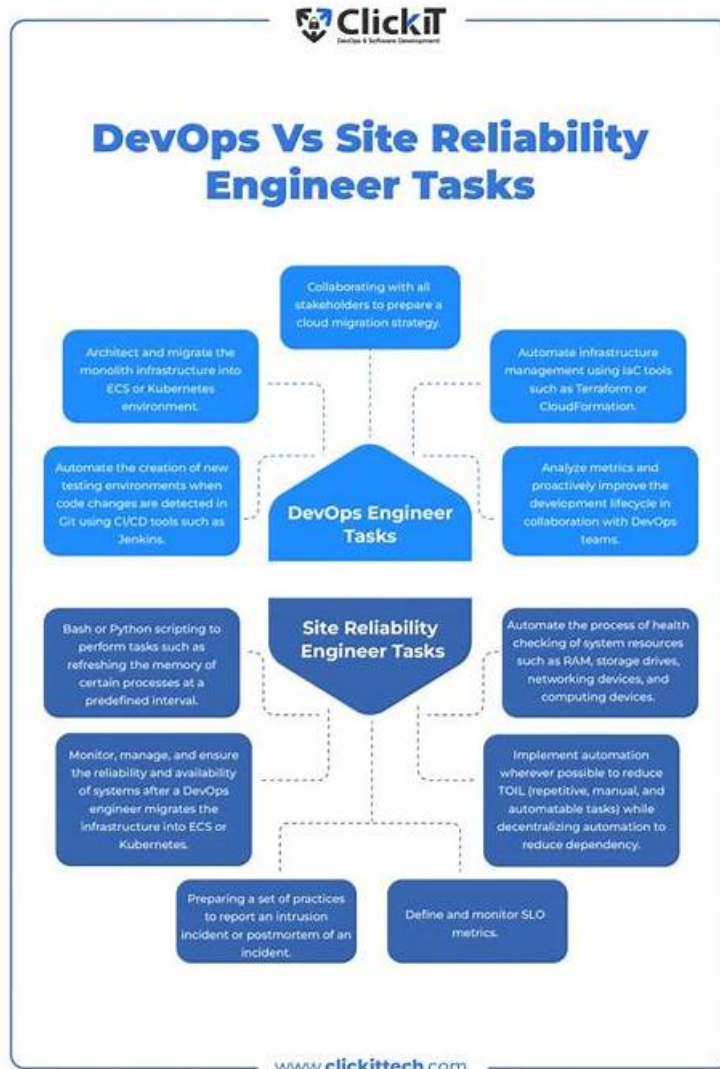 ClickIT
DevOps & Software Development
DevOps Vs Site Reliability
Engineer Tasks
Collaborating with all
stakeholders to prepare a
cloud migration strategy.
Architect and migrate the
monolith infrastructure into
ECS or Kubernetes
environment.
Automate infrastructure
management using IaC tools
such as Terraform or
CloudFormation.
Automate the creation of new
testing environments when
code changes are detected in
Git using CI/CD tools such as
Jenkins.
Analyze metrics and
proactively improve the
development lifecycle in
collaboration with DevOps
teams.
DevOps Engineer
Tasks
Site Reliability
Engineer Tasks
Bash or Python scripting to
perform tasks such as
refreshing the memory of
certain processes at a
predefined interval.
Automate the process of health
checking of system resources
such as RAM, storage drives,
networking devices, and
computing devices.
Monitor, manage, and ensure
the reliability and availability
of systems after a DevOps
engineer migrates the
infrastructure into ECS or
Kubernetes.
Implement automation
wherever possible to reduce
TOIL (repetitive, manual, and
automatable tasks) while
decentralizing automation to
reduce dependency.
Preparing a set of practices
to report an intrusion
incident or postmortem of an
incident.
Define and monitor SLO
metrics.
www.clickittech.com